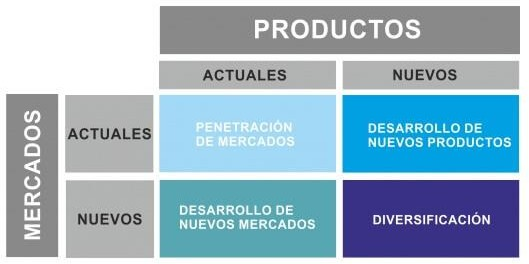 PRODUCTOS
ACTUALES
NUEVOS
MERCADOS
ACTUALES
PENETRACIÓN
DE MERCADOS
DESARROLLO DE
NUEVOS PRODUCTOS
NUEVOS
DESARROLLO DE
NUEVOS MERCADOS
DIVERSIFICACIÓN